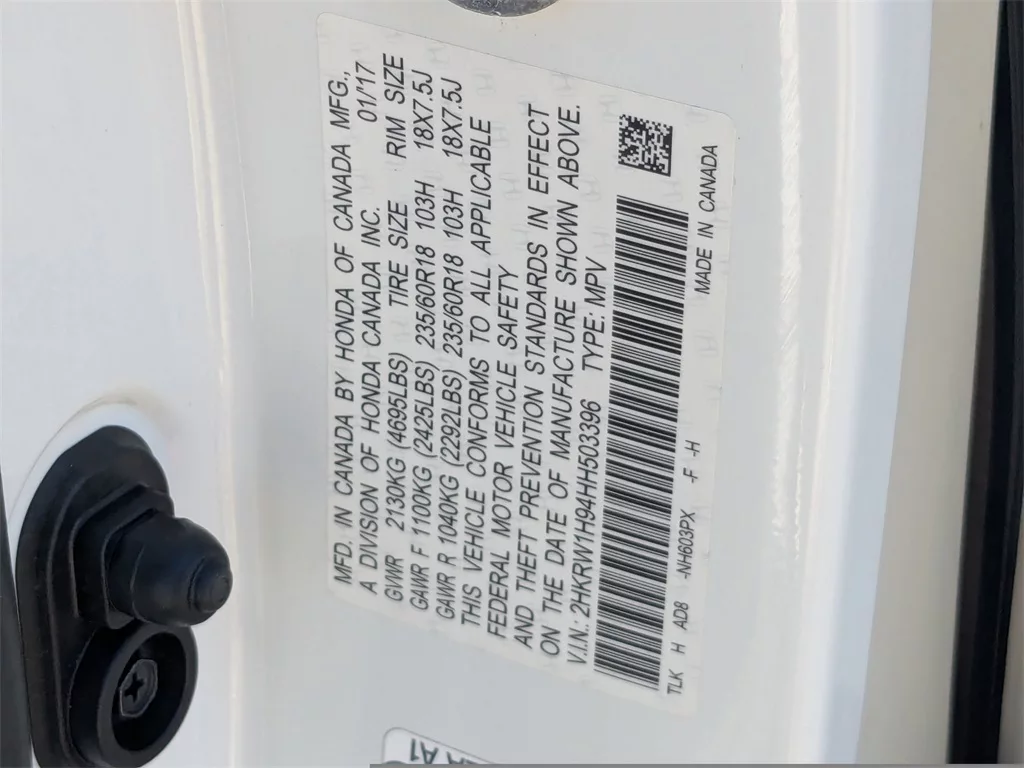 MFD. IN CANADA BY HONDA OF CANADA MFG.,
A DIVISION OF HONDA CANADA INC. 01/'17
GVWR 2130KG (4695LBS) TIRE SIZE RIM SIZE
GAWR F 1100KG (2425LBS) 235/60R18 103H 18X7.5J
GAWR R 1040KG (2292LBS) 235/60R18 103H 18X7.5J
THIS VEHICLE CONFORMS TO ALL APPLICABLE
FEDERAL MOTOR VEHICLE SAFETY
AND THEFT PREVENTION STANDARDS IN EFFECT
ON THE DATE OF MANUFACTURE SHOWN ABOVE.
V.I.N.: 2HKRW1H94HH503396 TYPE: MPV
TLK H AD8 -NH603PX -F -H MADE IN CANADA
A1